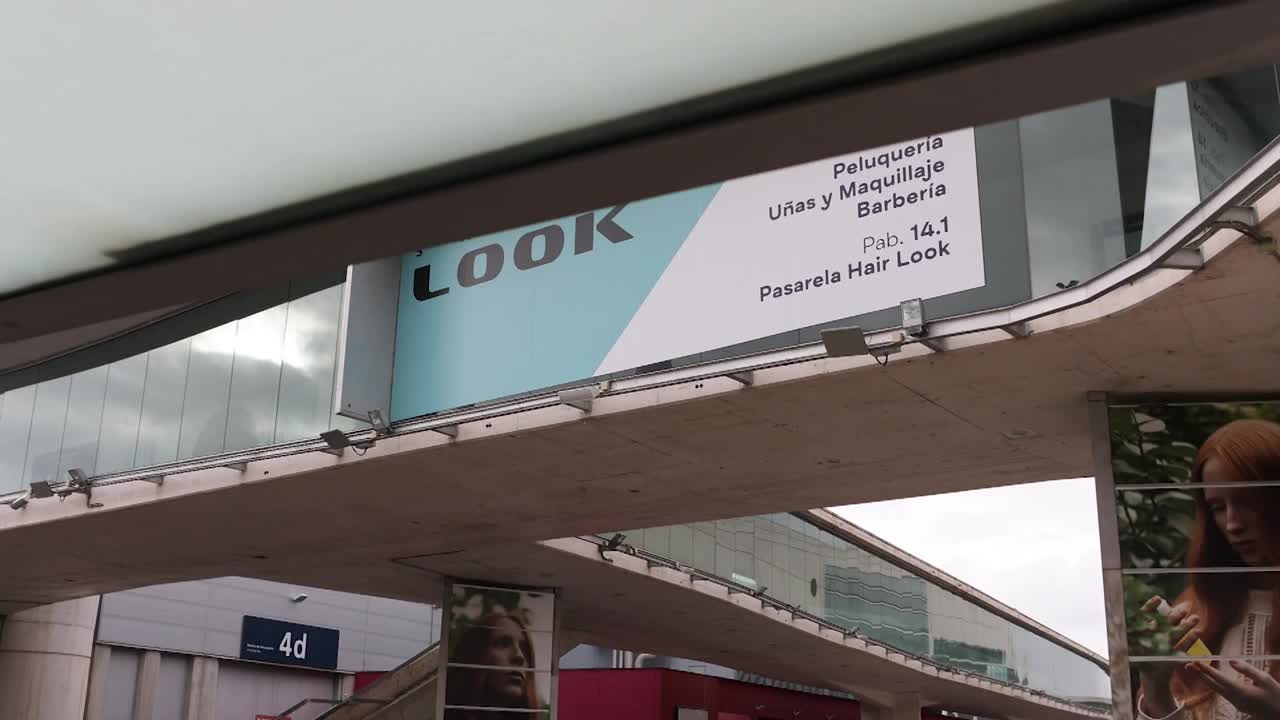 LOOK
Peluquería
Uñas y Maquillaje
Barbería
Pab. 14.1
Pasarela Hair Look
4d